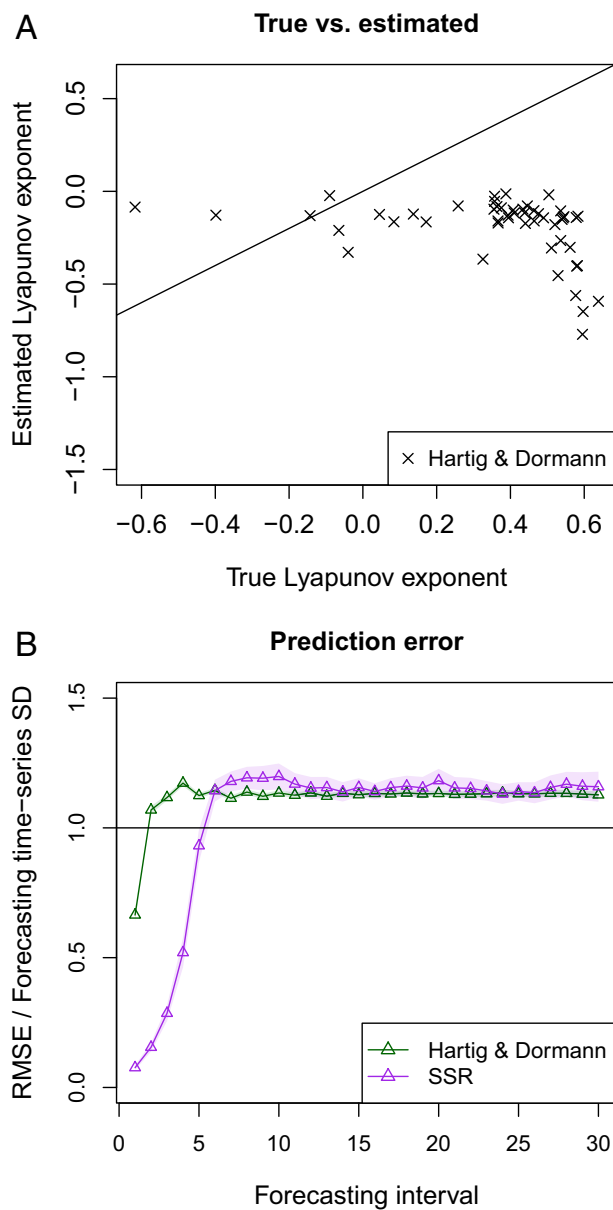 A
True vs. estimated
Estimated Lyapunov exponent
0.5
0.0
−0.5
−1.0
−1.5
× Hartig & Dormann
−0.6 −0.4 −0.2 0.0 0.2 0.4 0.6
True Lyapunov exponent
B
Prediction error
RMSE / Forecasting time−series SD
1.5
1.0
0.5
0.0
Hartig & Dormann
SSR
0 5 10 15 20 25 30
Forecasting interval